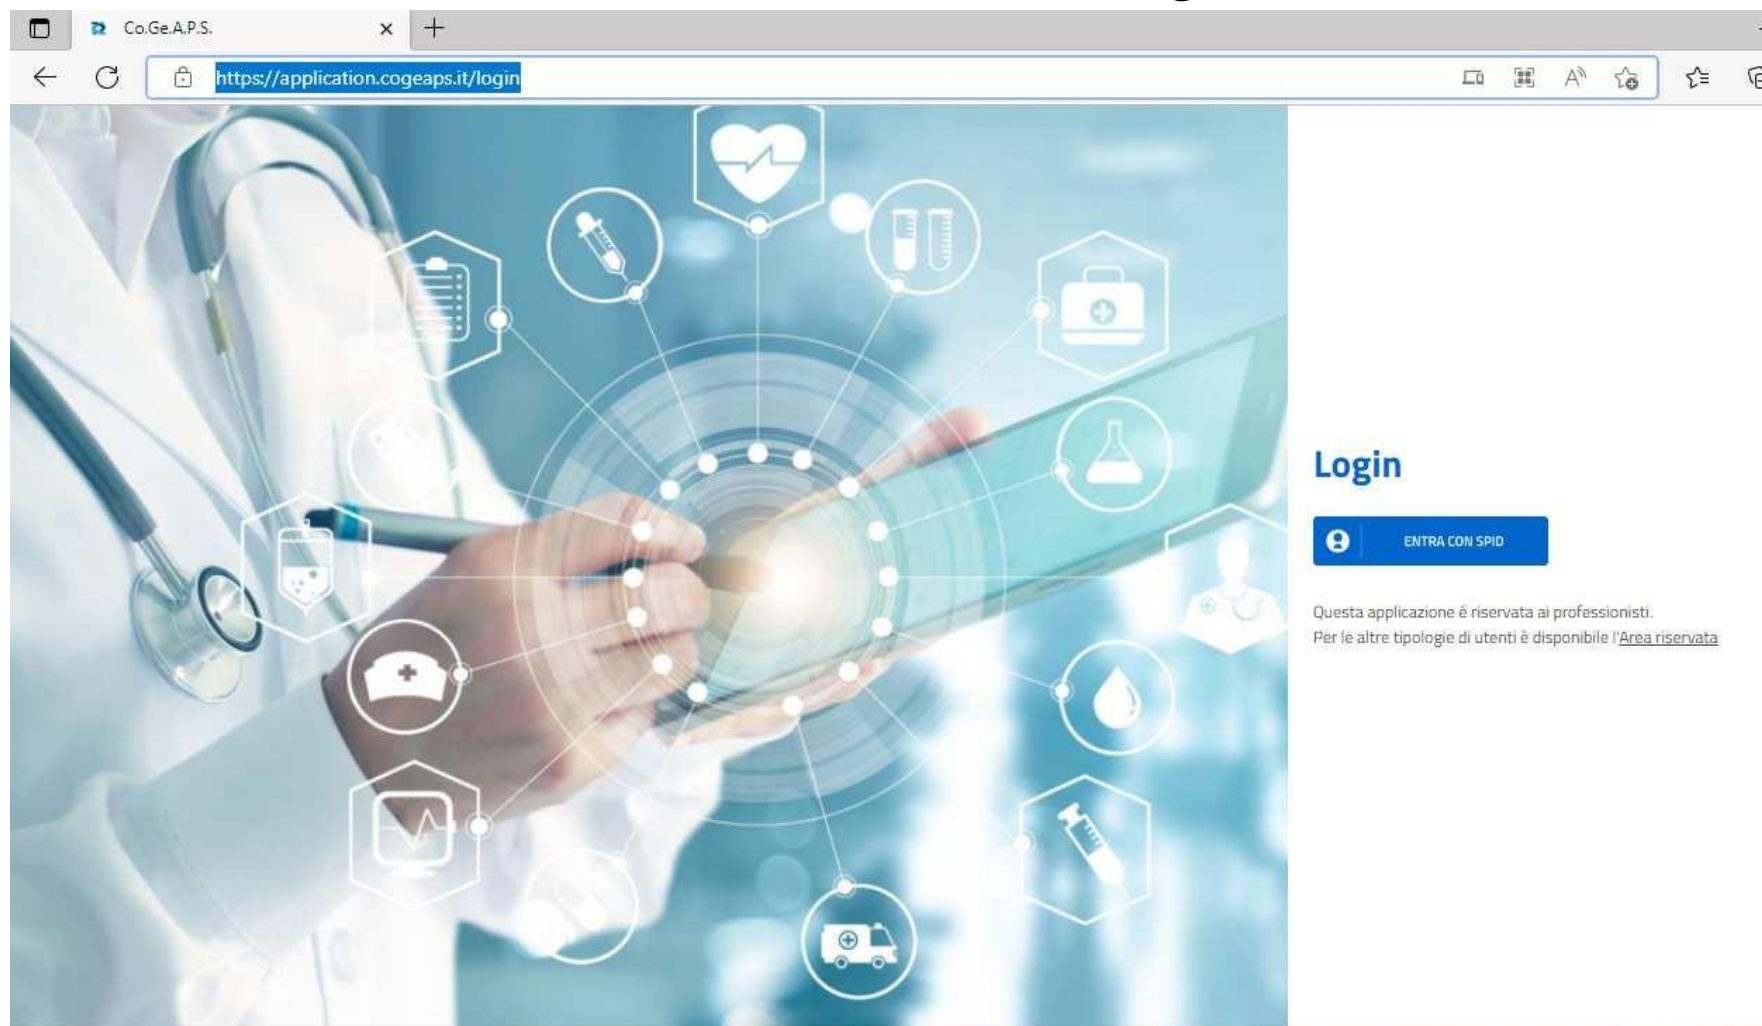 Co.Ge.A.P.S.
https://application.cogeaps.it/login
Login
ENTRA CON SPID
Questa applicazione é riservata ai professionisti.
Per le altre tipologie di utenti è disponibile l'Area riservata